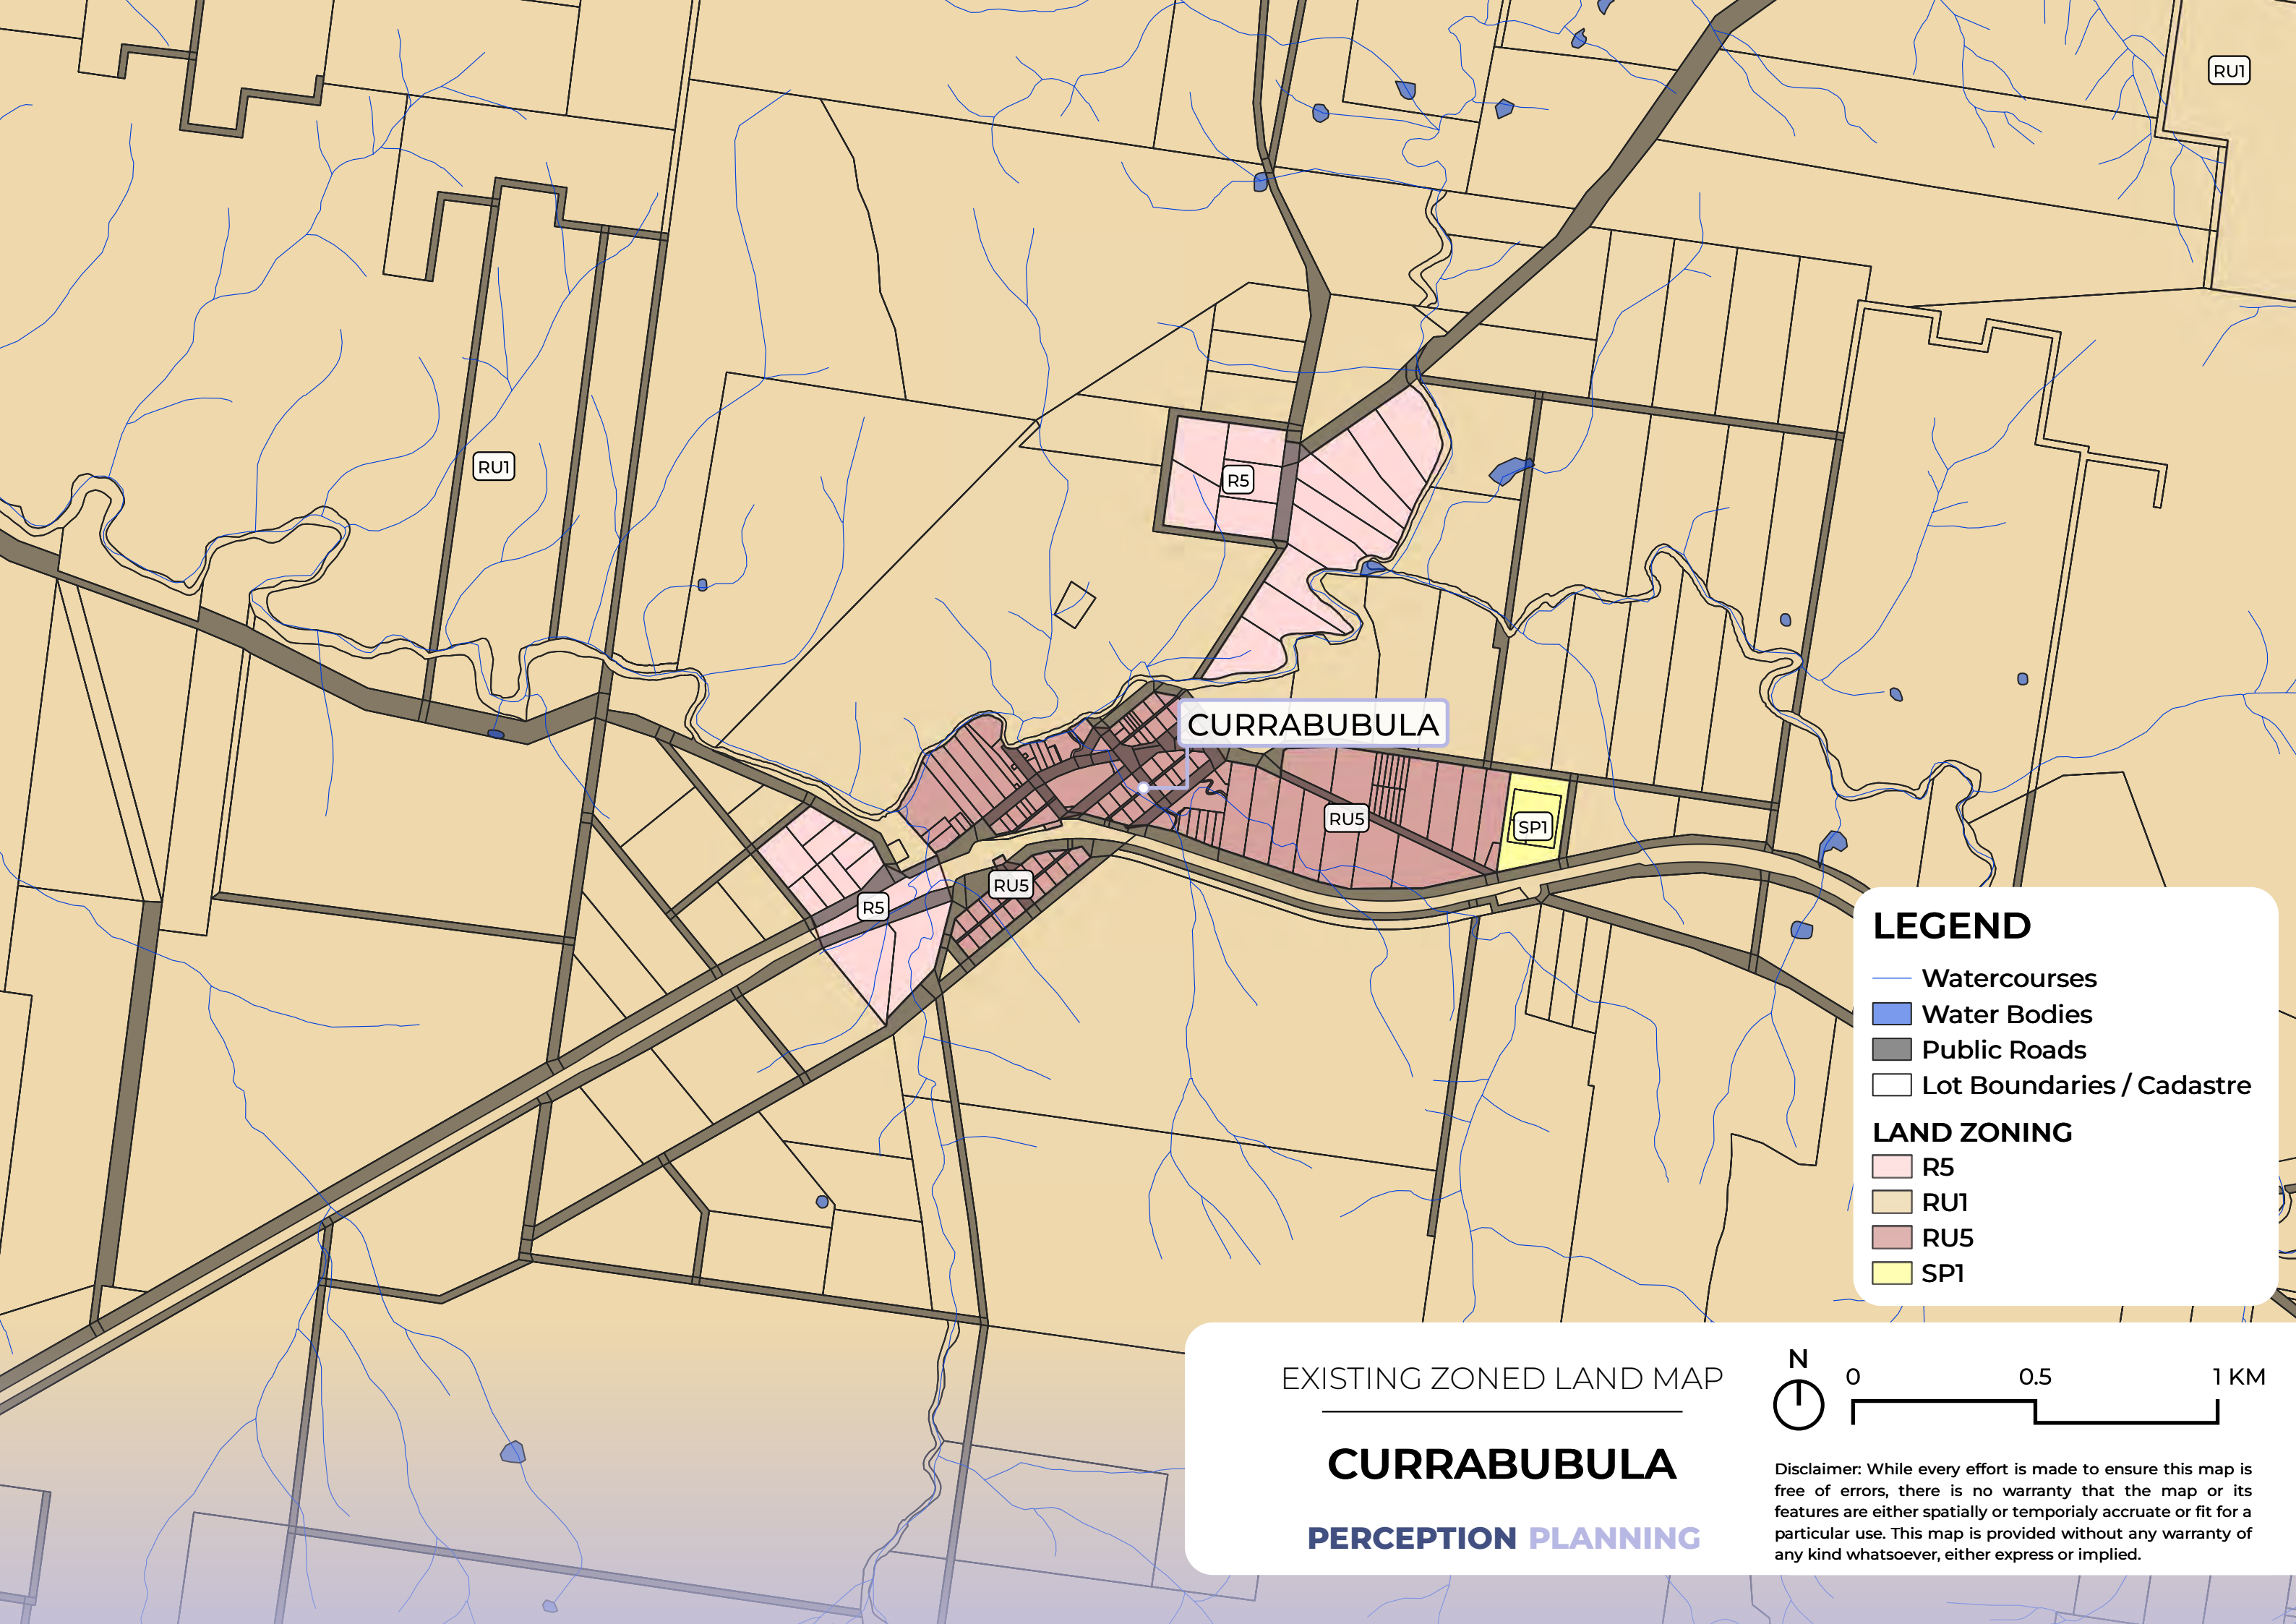 RU1
RU1
R5
CURRABUBULA
RU5
SP1
RU5
R5
LEGEND
Watercourses
Water Bodies
Public Roads
Lot Boundaries / Cadastre
LAND ZONING
R5
RU1
RU5
SP1
EXISTING ZONED LAND MAP
CURRABUBULA
PERCEPTION PLANNING
N
0 0.5 1 KM
Disclaimer: While every effort is made to ensure this map is
free of errors, there is no warranty that the map or its
features are either spatially or temporialy accruate or fit for a
particular use. This map is provided without any warranty of
any kind whatsoever, either express or implied.